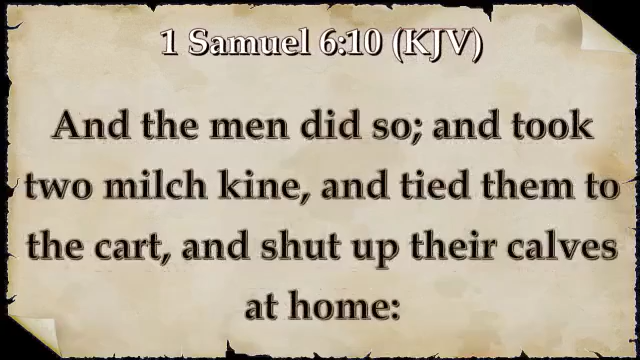 1 Samuel 6:10 (KJV)
And the men did so; and took
two milch kine, and tied them to
the cart, and shut up their calves
at home: